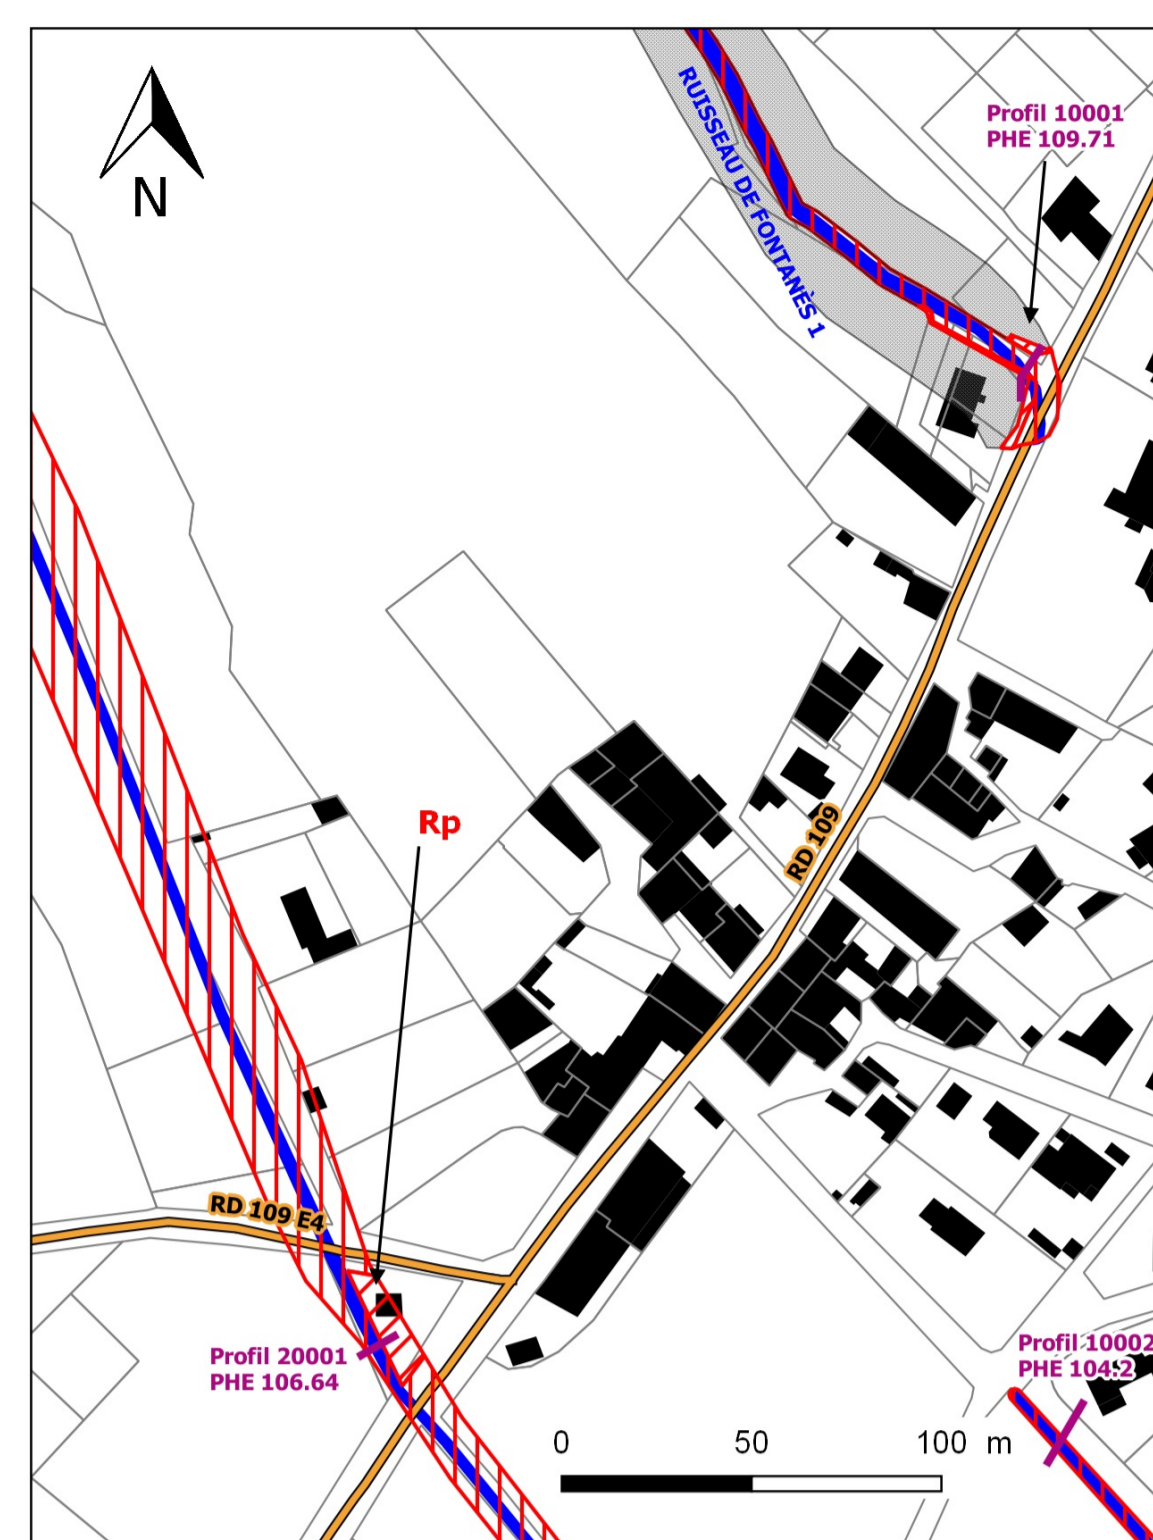 Profil 10001
PHE 109.71
N
RUISSEAU DE FONTANÈS 1
Rp
RD 109
RD 109 E4
Profil 20001
PHE 106.64
Profil 10002
PHE 104.2
0 50 100 m